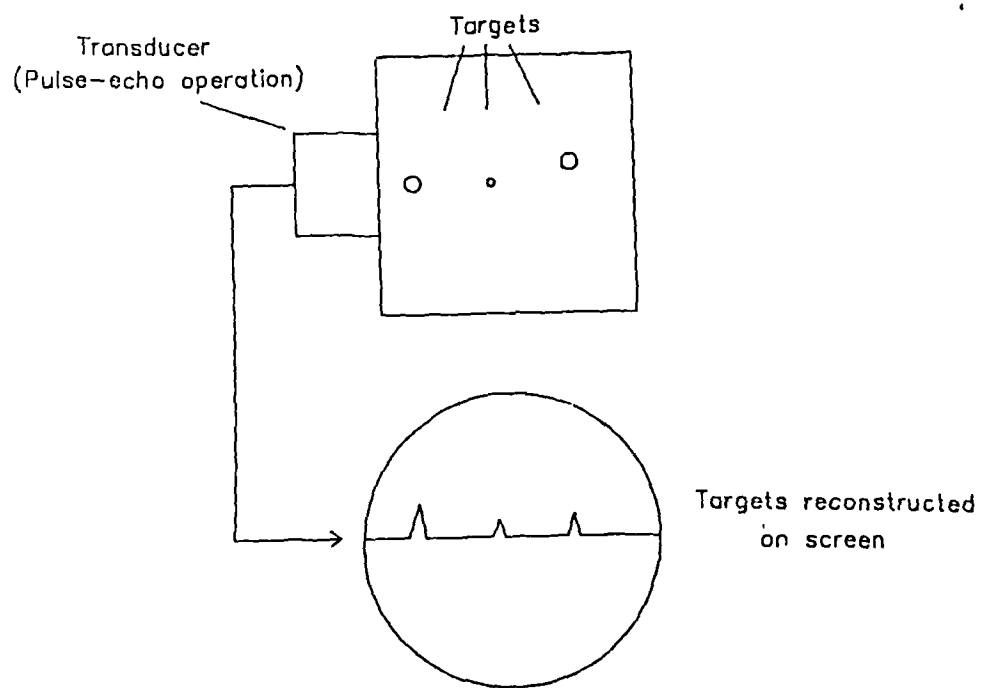 Targets
Transducer
(Pulse-echo operation)
Targets reconstructed
on screen